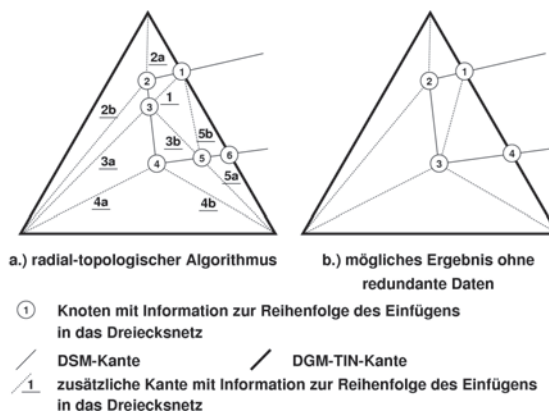 2a
1
2
2b
3
1
5b
3b
3a
4
5
6
5a
4a
4b
1
2
3
4
a.) radial-topologischer Algorithmus
b.) mögliches Ergebnis ohne
redundante Daten
1 Knoten mit Information zur Reihenfolge des Einfügens
in das Dreiecksnetz
DSM-Kante DGM-TIN-Kante
1 zusätzliche Kante mit Information zur Reihenfolge des Einfügens
in das Dreiecksnetz